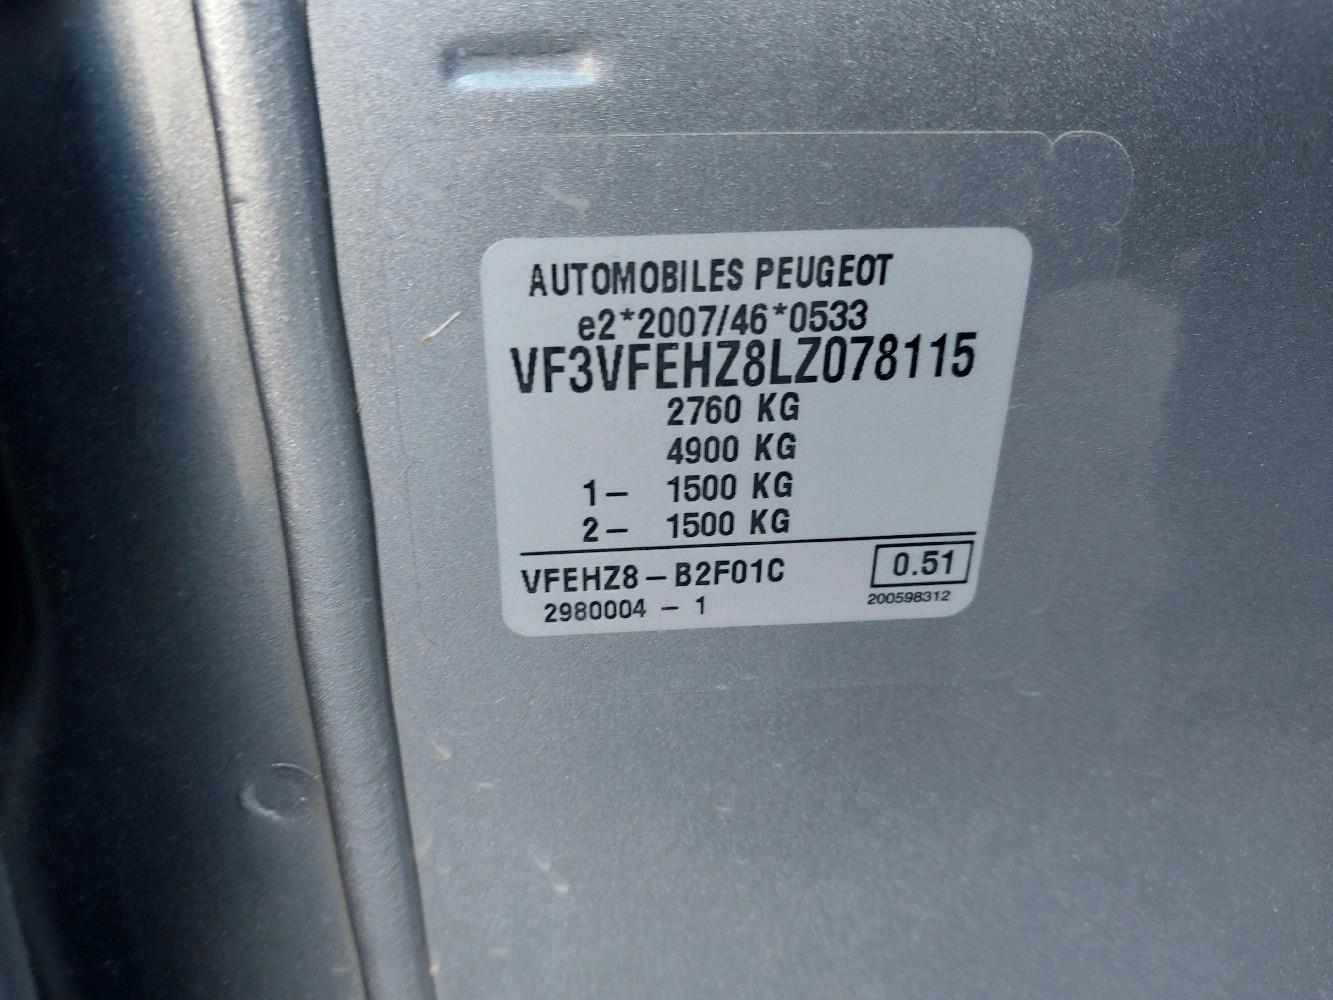 AUTOMOBILES PEUGEOT
e2*2007/46*0533
VF3VFEHZ8LZ078115
2760 KG
4900 KG
1- 1500 KG
2- 1500 KG
VFEHZ8-B2F01C
0.51
2980004 - 1
200598312